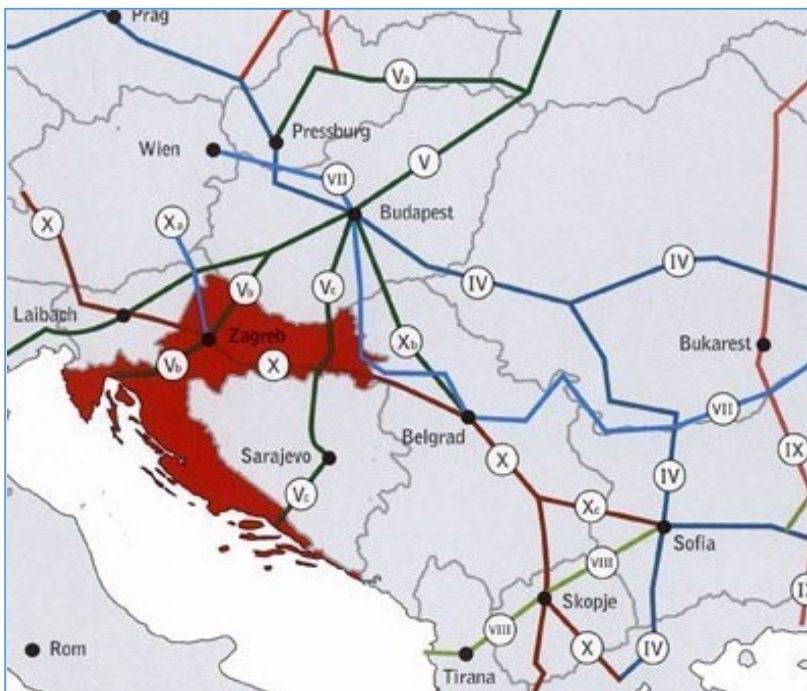 Prag
Va
Pressburg
Wien
V
VII
Xa
Budapest
X
IV
IV
Vb
Vc
Laibach
Zagreb
Xb
Bukarest
Vb
X
VII
Belgrad
Sarajevo
X
IX
IV
Vc
Xc
Sofia
VIII
Skopje
VIII
Rom
X
IV
Tirana